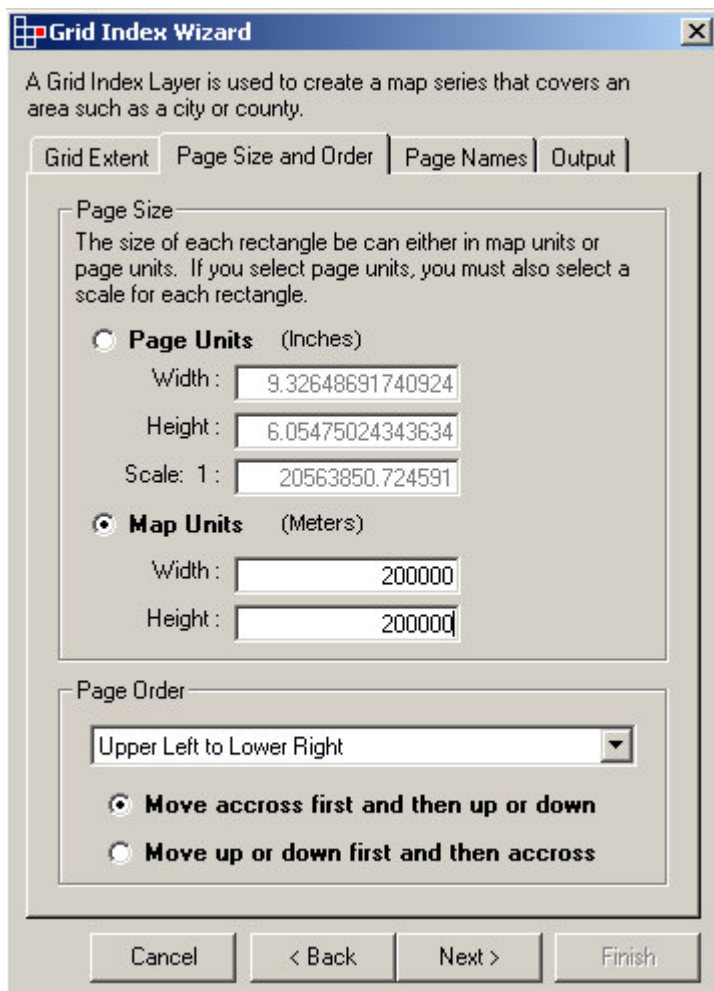 Grid Index Wizard
A Grid Index Layer is used to create a map series that covers an
area such as a city or county.
Grid Extent Page Size and Order Page Names Output
Page Size
The size of each rectangle be can either in map units or
page units. If you select page units, you must also select a
scale for each rectangle.
Page Units (Inches)
Width : 9.32648691740924
Height : 6.05475024343634
Scale: 1 : 20563850.724591
Map Units (Meters)
Width : 200000
Height : 200000
Page Order
Upper Left to Lower Right
Move accross first and then up or down
Move up or down first and then accross
Cancel < Back Next > Finish